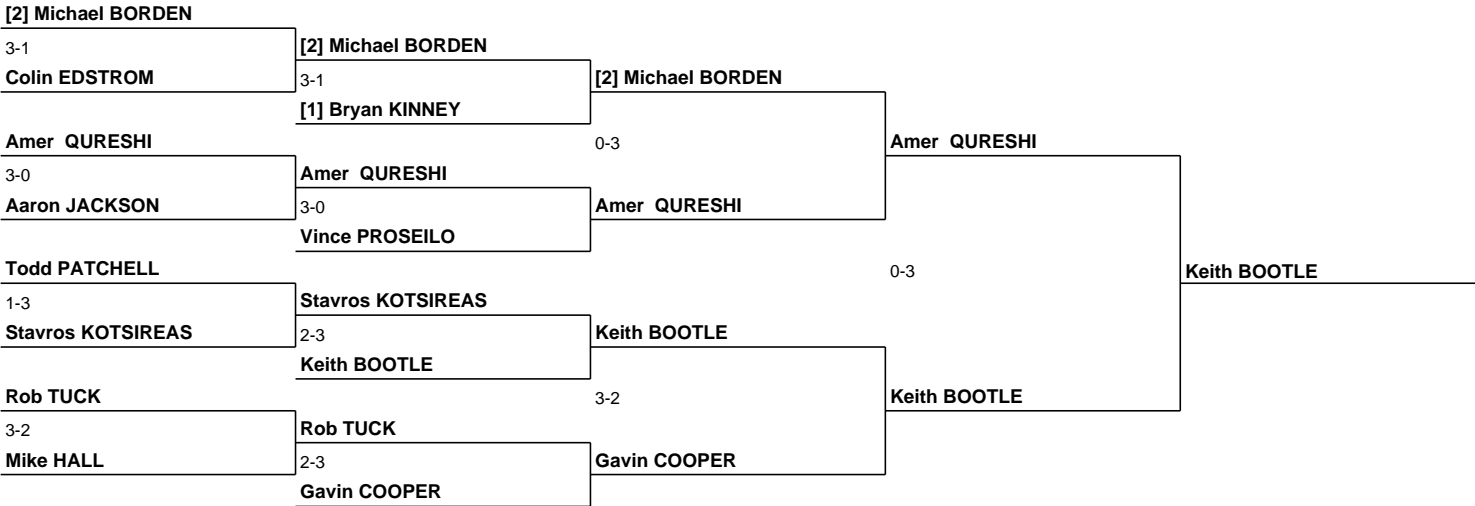 [2] Michael BORDEN
3-1
[2] Michael BORDEN
Colin EDSTROM
3-1
[2] Michael BORDEN
[1] Bryan KINNEY
Amer  QURESHI
0-3
Amer  QURESHI
3-0
Amer  QURESHI
Aaron JACKSON
3-0
Amer  QURESHI
Vince PROSEILO
Todd PATCHELL
0-3
Keith BOOTLE
1-3
Stavros KOTSIREAS
Stavros KOTSIREAS
2-3
Keith BOOTLE
Keith BOOTLE
Rob TUCK
3-2
Keith BOOTLE
3-2
Rob TUCK
Mike HALL
2-3
Gavin COOPER
Gavin COOPER